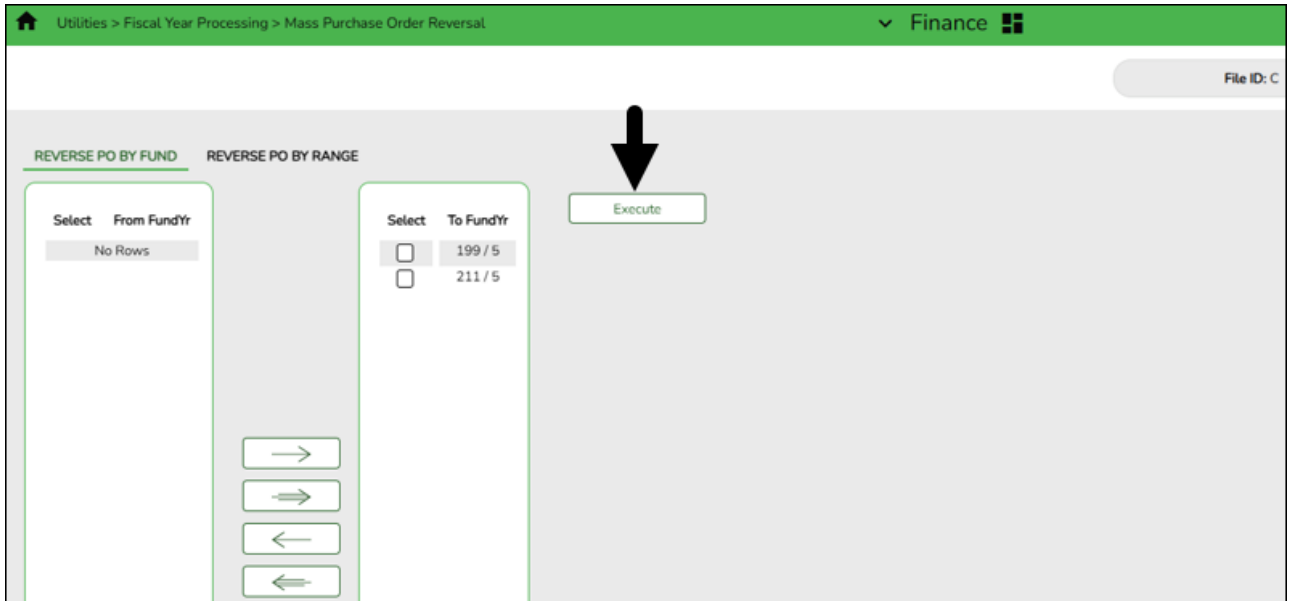 Utilities > Fiscal Year Processing > Mass Purchase Order Reversal
Finance
File ID: C
REVERSE PO BY FUND
REVERSE PO BY RANGE
Select From FundYr
No Rows
Select To FundYr
199 / 5
211 / 5
Execute